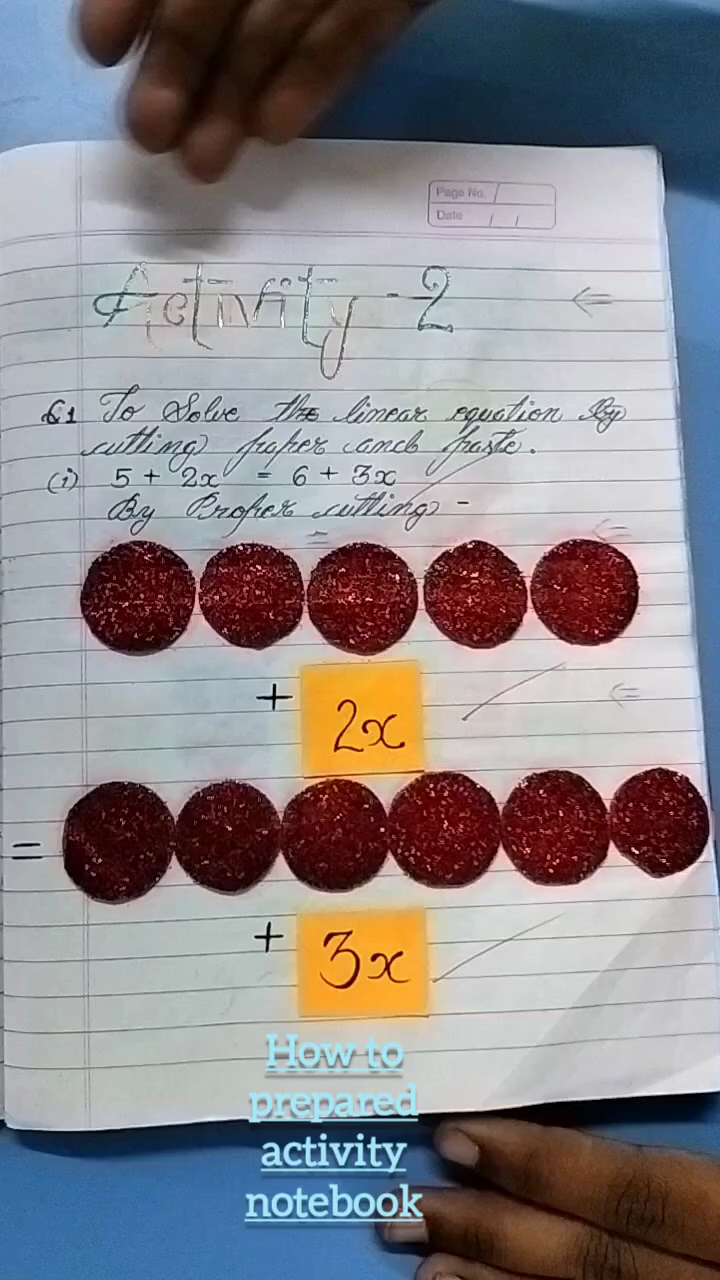 Page No.
Date / /
Activity - 2 ⇐
Q1 To Solve the linear equation By
cutting paper and paste.
(i) 5 + 2x = 6 + 3x
By Proper cutting -
+ 2x
=
+ 3x
How to
prepared
activity
notebook